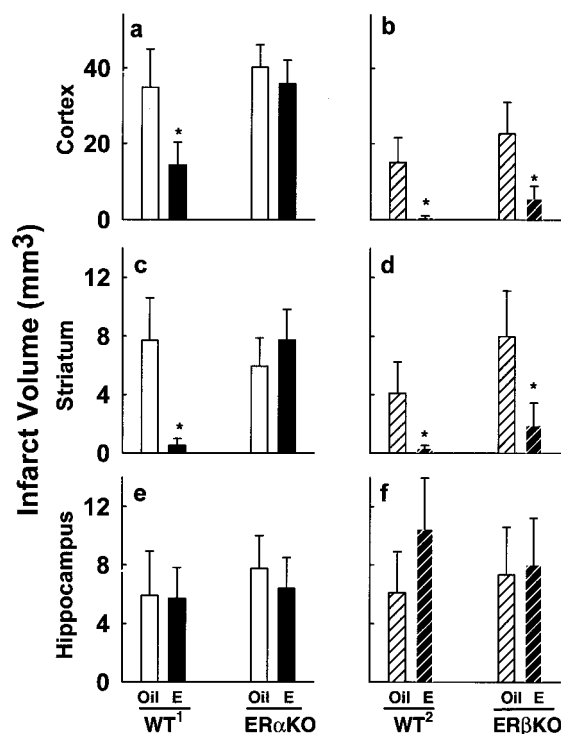 Infarct Volume (mm³)
Cortex
a
40
20
0
*
b
*
*
Striatum
c
12
8
4
0
*
d
*
*
Hippocampus
e
12
8
4
0
f
Oil E Oil E Oil E Oil E
WT¹ ERαKO WT² ERβKO